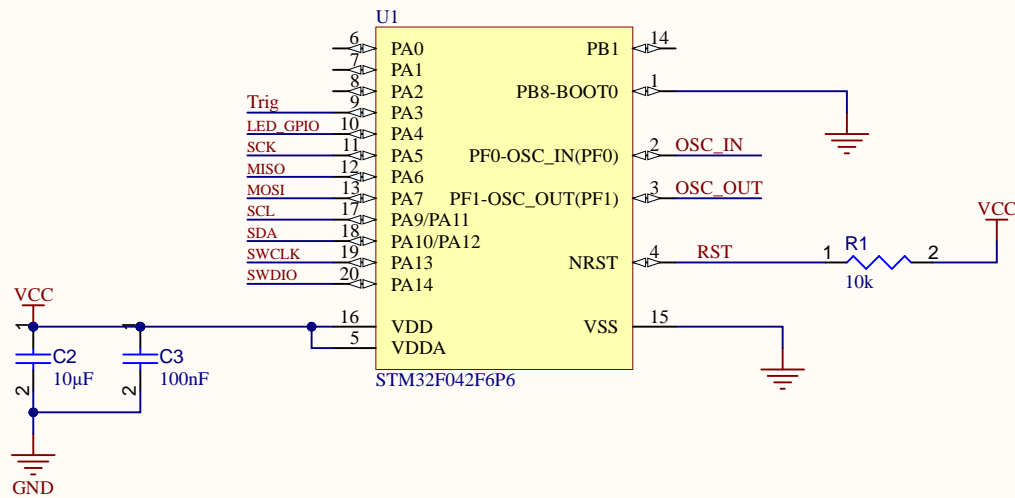 U1
6 PA0
7 PA1
8 PA2
Trig 9 PA3
LED_GPIO 10 PA4
SCK 11 PA5
MISO 12 PA6
MOSI 13 PA7
SCL 17 PA9/PA11
SDA 18 PA10/PA12
SWCLK 19 PA13
SWDIO 20 PA14
16 VDD
5 VDDA
PB1 14
PB8-BOOT0 1
PF0-OSC_IN(PF0) 2 OSC_IN
PF1-OSC_OUT(PF1) 3 OSC_OUT
NRST 4 RST
VSS 15
STM32F042F6P6
VCC
1 R1 2
10k
VCC
1 1
C2 C3
10µF 100nF
2 2
GND